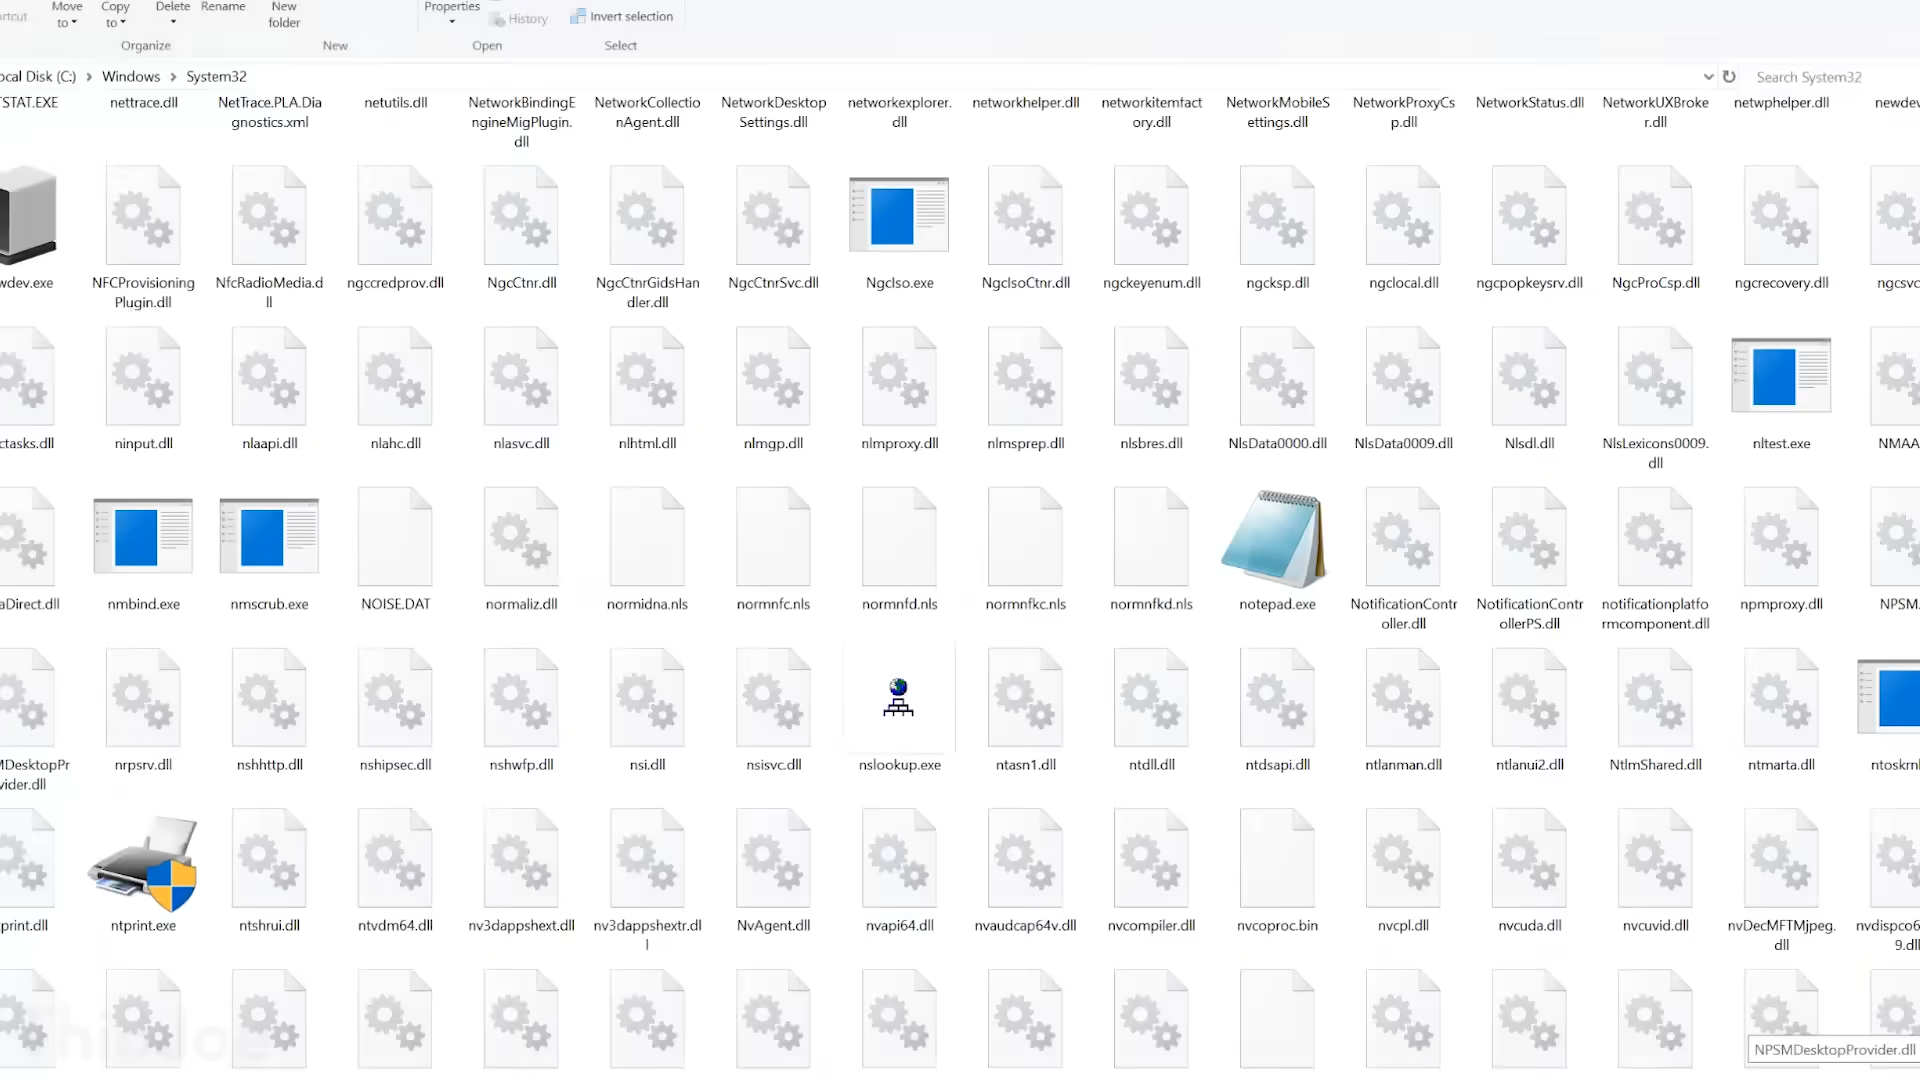 Move
to
Copy
to
Delete
Rename
New
folder
Properties
History
Invert selection
Organize
New
Open
Select
ocal Disk (C:) > Windows > System32
Search System32
TSTAT.EXE
nettrace.dll
NetTrace.PLA.Dia
gnostics.xml
netutils.dll
NetworkBindingE
ngineMigPlugin.
dll
NetworkCollectio
nAgent.dll
NetworkDesktop
Settings.dll
networkexplorer.
dll
networkhelper.dll
networkitemfact
ory.dll
NetworkMobileS
ettings.dll
NetworkProxyCs
p.dll
NetworkStatus.dll
NetworkUXBroke
r.dll
netwphelper.dll
newdev
wdev.exe
NFCProvisioning
Plugin.dll
NfcRadioMedia.d
ll
ngccredprov.dll
NgcCtnr.dll
NgcCtnrGidsHan
dler.dll
NgcCtnrSvc.dll
NgcIso.exe
NgcIsoCtnr.dll
ngckeyenum.dll
ngcksp.dll
ngclocal.dll
ngcpopkeysrv.dll
NgcProCsp.dll
ngcrecovery.dll
ngcsvc
ctasks.dll
ninput.dll
nlaapi.dll
nlahc.dll
nlasvc.dll
nlhtml.dll
nlmgp.dll
nlmproxy.dll
nlmsprep.dll
nlsbres.dll
NlsData0000.dll
NlsData0009.dll
Nlsdl.dll
NlsLexicons0009.
dll
nltest.exe
NMAA
aDirect.dll
nmbind.exe
nmscrub.exe
NOISE.DAT
normaliz.dll
normidna.nls
normnfc.nls
normnfd.nls
normnfkc.nls
normnfkd.nls
notepad.exe
NotificationContr
oller.dll
NotificationContr
ollerPS.dll
notificationplatfo
rmcomponent.dll
npmproxy.dll
NPSM.
MDesktopPr
vider.dll
nrpsrv.dll
nshhttp.dll
nshipsec.dll
nshwfp.dll
nsi.dll
nsisvc.dll
nslookup.exe
ntasn1.dll
ntdll.dll
ntdsapi.dll
ntlanman.dll
ntlanui2.dll
NtlmShared.dll
ntmarta.dll
ntoskrnl
print.dll
ntprint.exe
ntshrui.dll
ntvdm64.dll
nv3dappshext.dll
nv3dappshextr.dl
l
NvAgent.dll
nvapi64.dll
nvaudcap64v.dll
nvcompiler.dll
nvcoproc.bin
nvcpl.dll
nvcuda.dll
nvcuvid.dll
nvDecMFTMjpeg.
dll
nvdispco6
9.dll
NPSMDesktopProvider.dll